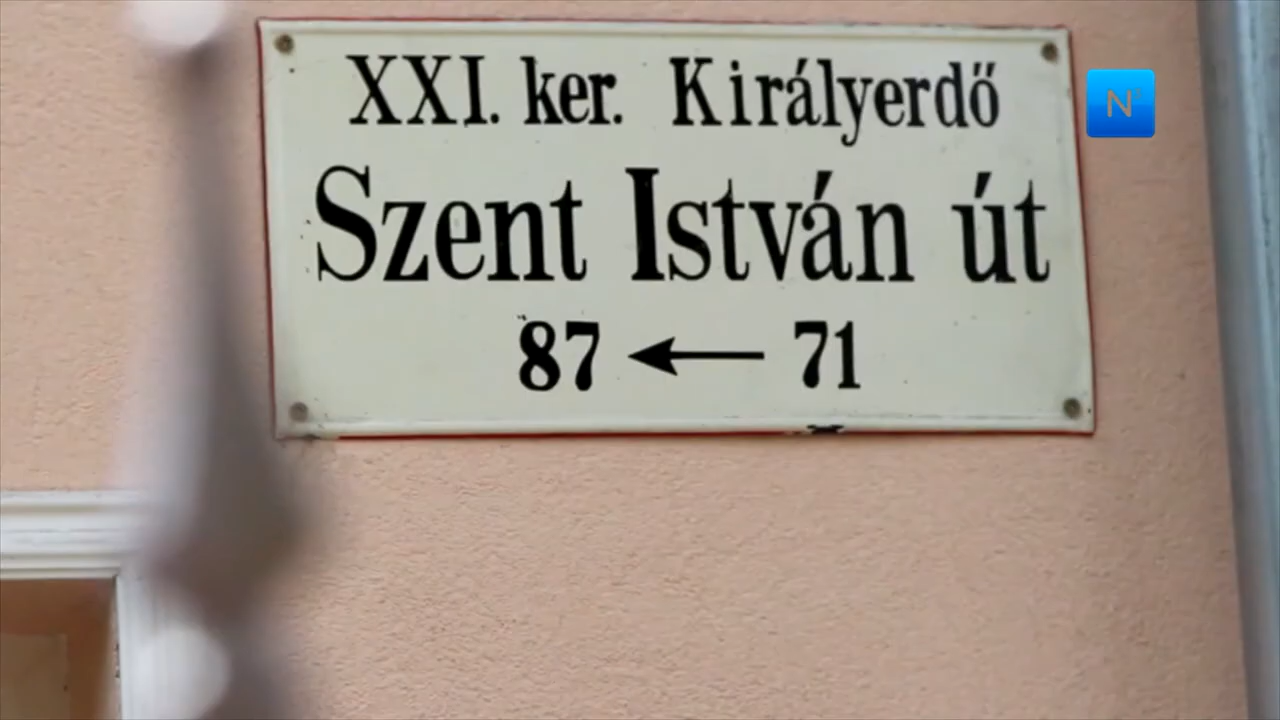 XXI. ker. Királyerdő
Szent István út
87 ← 71
N